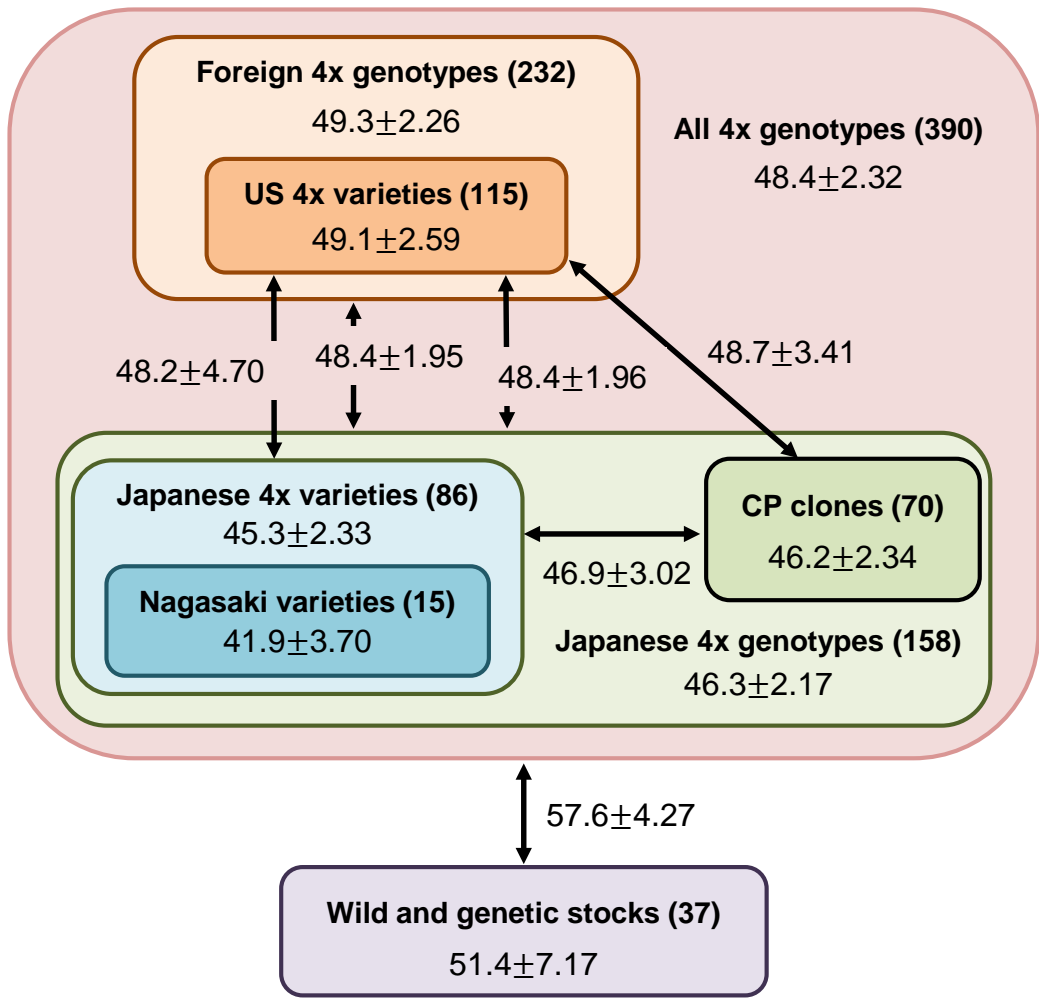 Foreign 4x genotypes (232)
49.3±2.26
All 4x genotypes (390)
48.4±2.32
US 4x varieties (115)
49.1±2.59
48.2±4.70
48.4±1.95
48.4±1.96
48.7±3.41
Japanese 4x varieties (86)
45.3±2.33
Nagasaki varieties (15)
41.9±3.70
46.9±3.02
CP clones (70)
46.2±2.34
Japanese 4x genotypes (158)
46.3±2.17
57.6±4.27
Wild and genetic stocks (37)
51.4±7.17